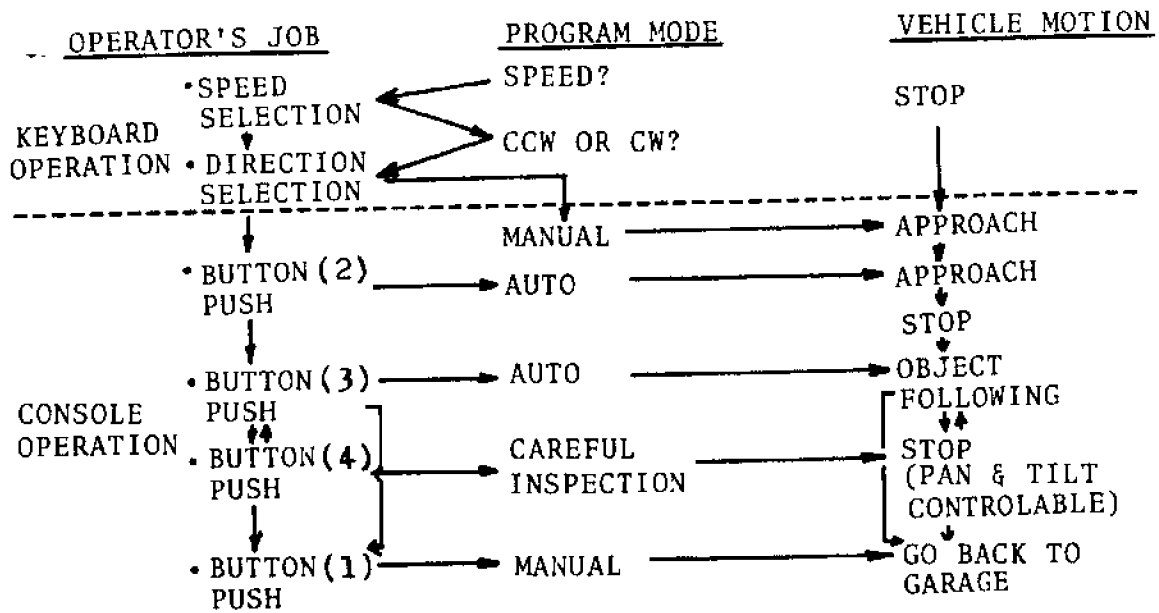 OPERATOR'S JOB PROGRAM MODE VEHICLE MOTION
•SPEED SELECTION
SPEED?
STOP
KEYBOARD OPERATION
•DIRECTION SELECTION
CCW OR CW?
MANUAL
APPROACH
•BUTTON (2) PUSH
AUTO
APPROACH
STOP
•BUTTON (3) PUSH
AUTO
OBJECT FOLLOWING
CONSOLE OPERATION
•BUTTON (4) PUSH
CAREFUL INSPECTION
STOP (PAN & TILT CONTROLABLE)
•BUTTON (1) PUSH
MANUAL
GO BACK TO GARAGE